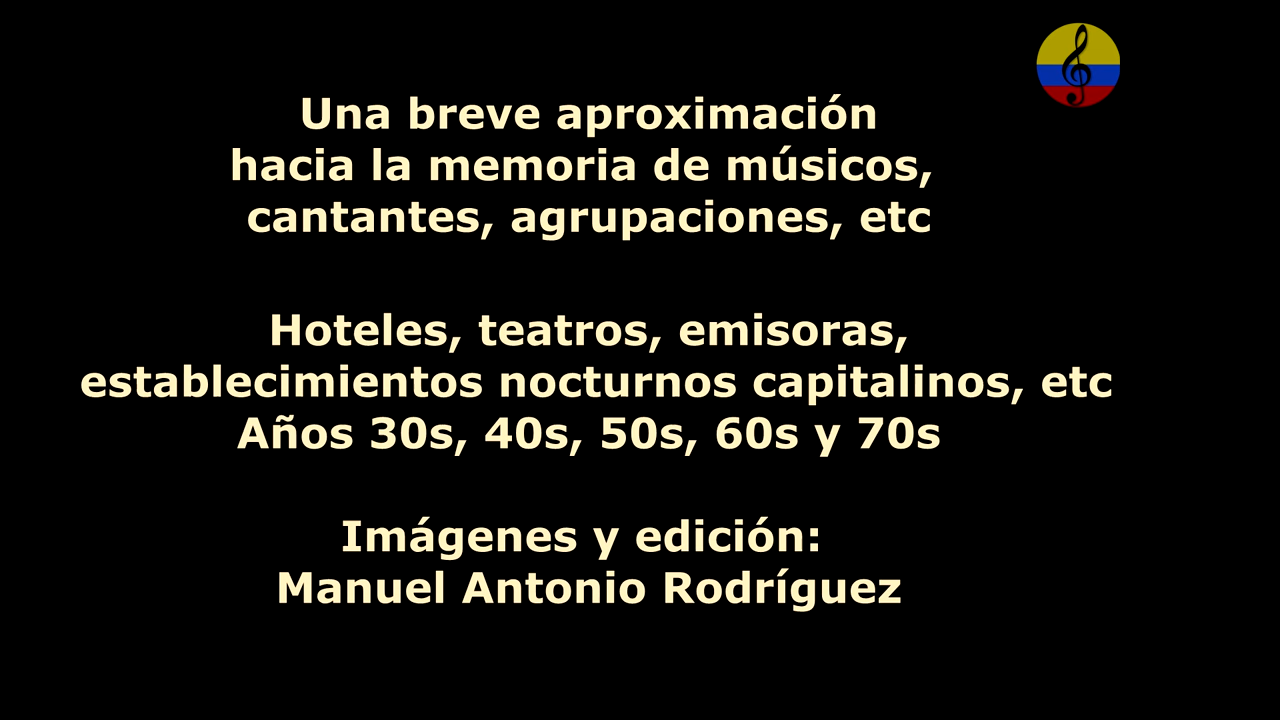 Una breve aproximación
hacia la memoria de músicos,
cantantes, agrupaciones, etc
Hoteles, teatros, emisoras,
establecimientos nocturnos capitalinos, etc
Años 30s, 40s, 50s, 60s y 70s
Imágenes y edición:
Manuel Antonio Rodríguez